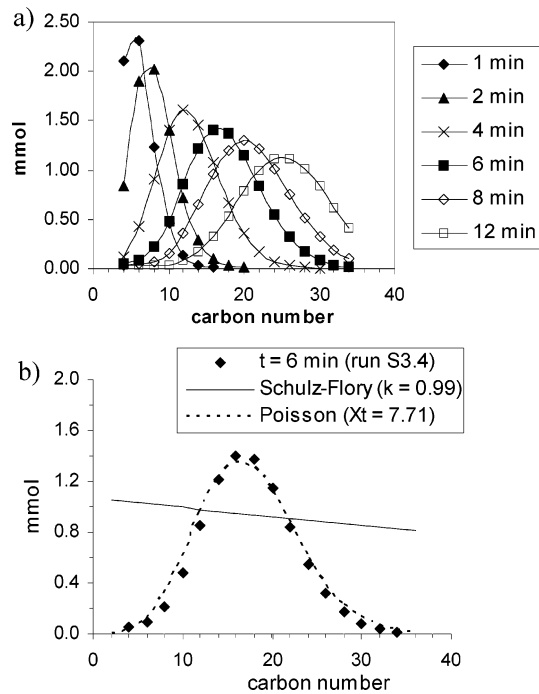 a)
2.50
2.00
1.50
1.00
0.50
0.00
mmol
0
10
20
30
40
carbon number
1 min
2 min
4 min
6 min
8 min
12 min
b)
t = 6 min (run S3.4)
Schulz-Flory (k = 0.99)
Poisson (Xt = 7.71)
2.0
1.6
1.2
0.8
0.4
0.0
mmol
0
10
20
30
40
carbon number